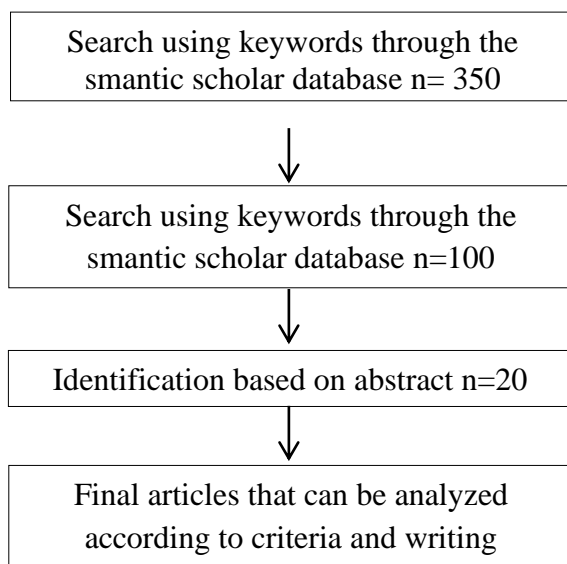 Search using keywords through the
smantic scholar database n= 350
Search using keywords through the
smantic scholar database n=100
Identification based on abstract n=20
Final articles that can be analyzed
according to criteria and writing